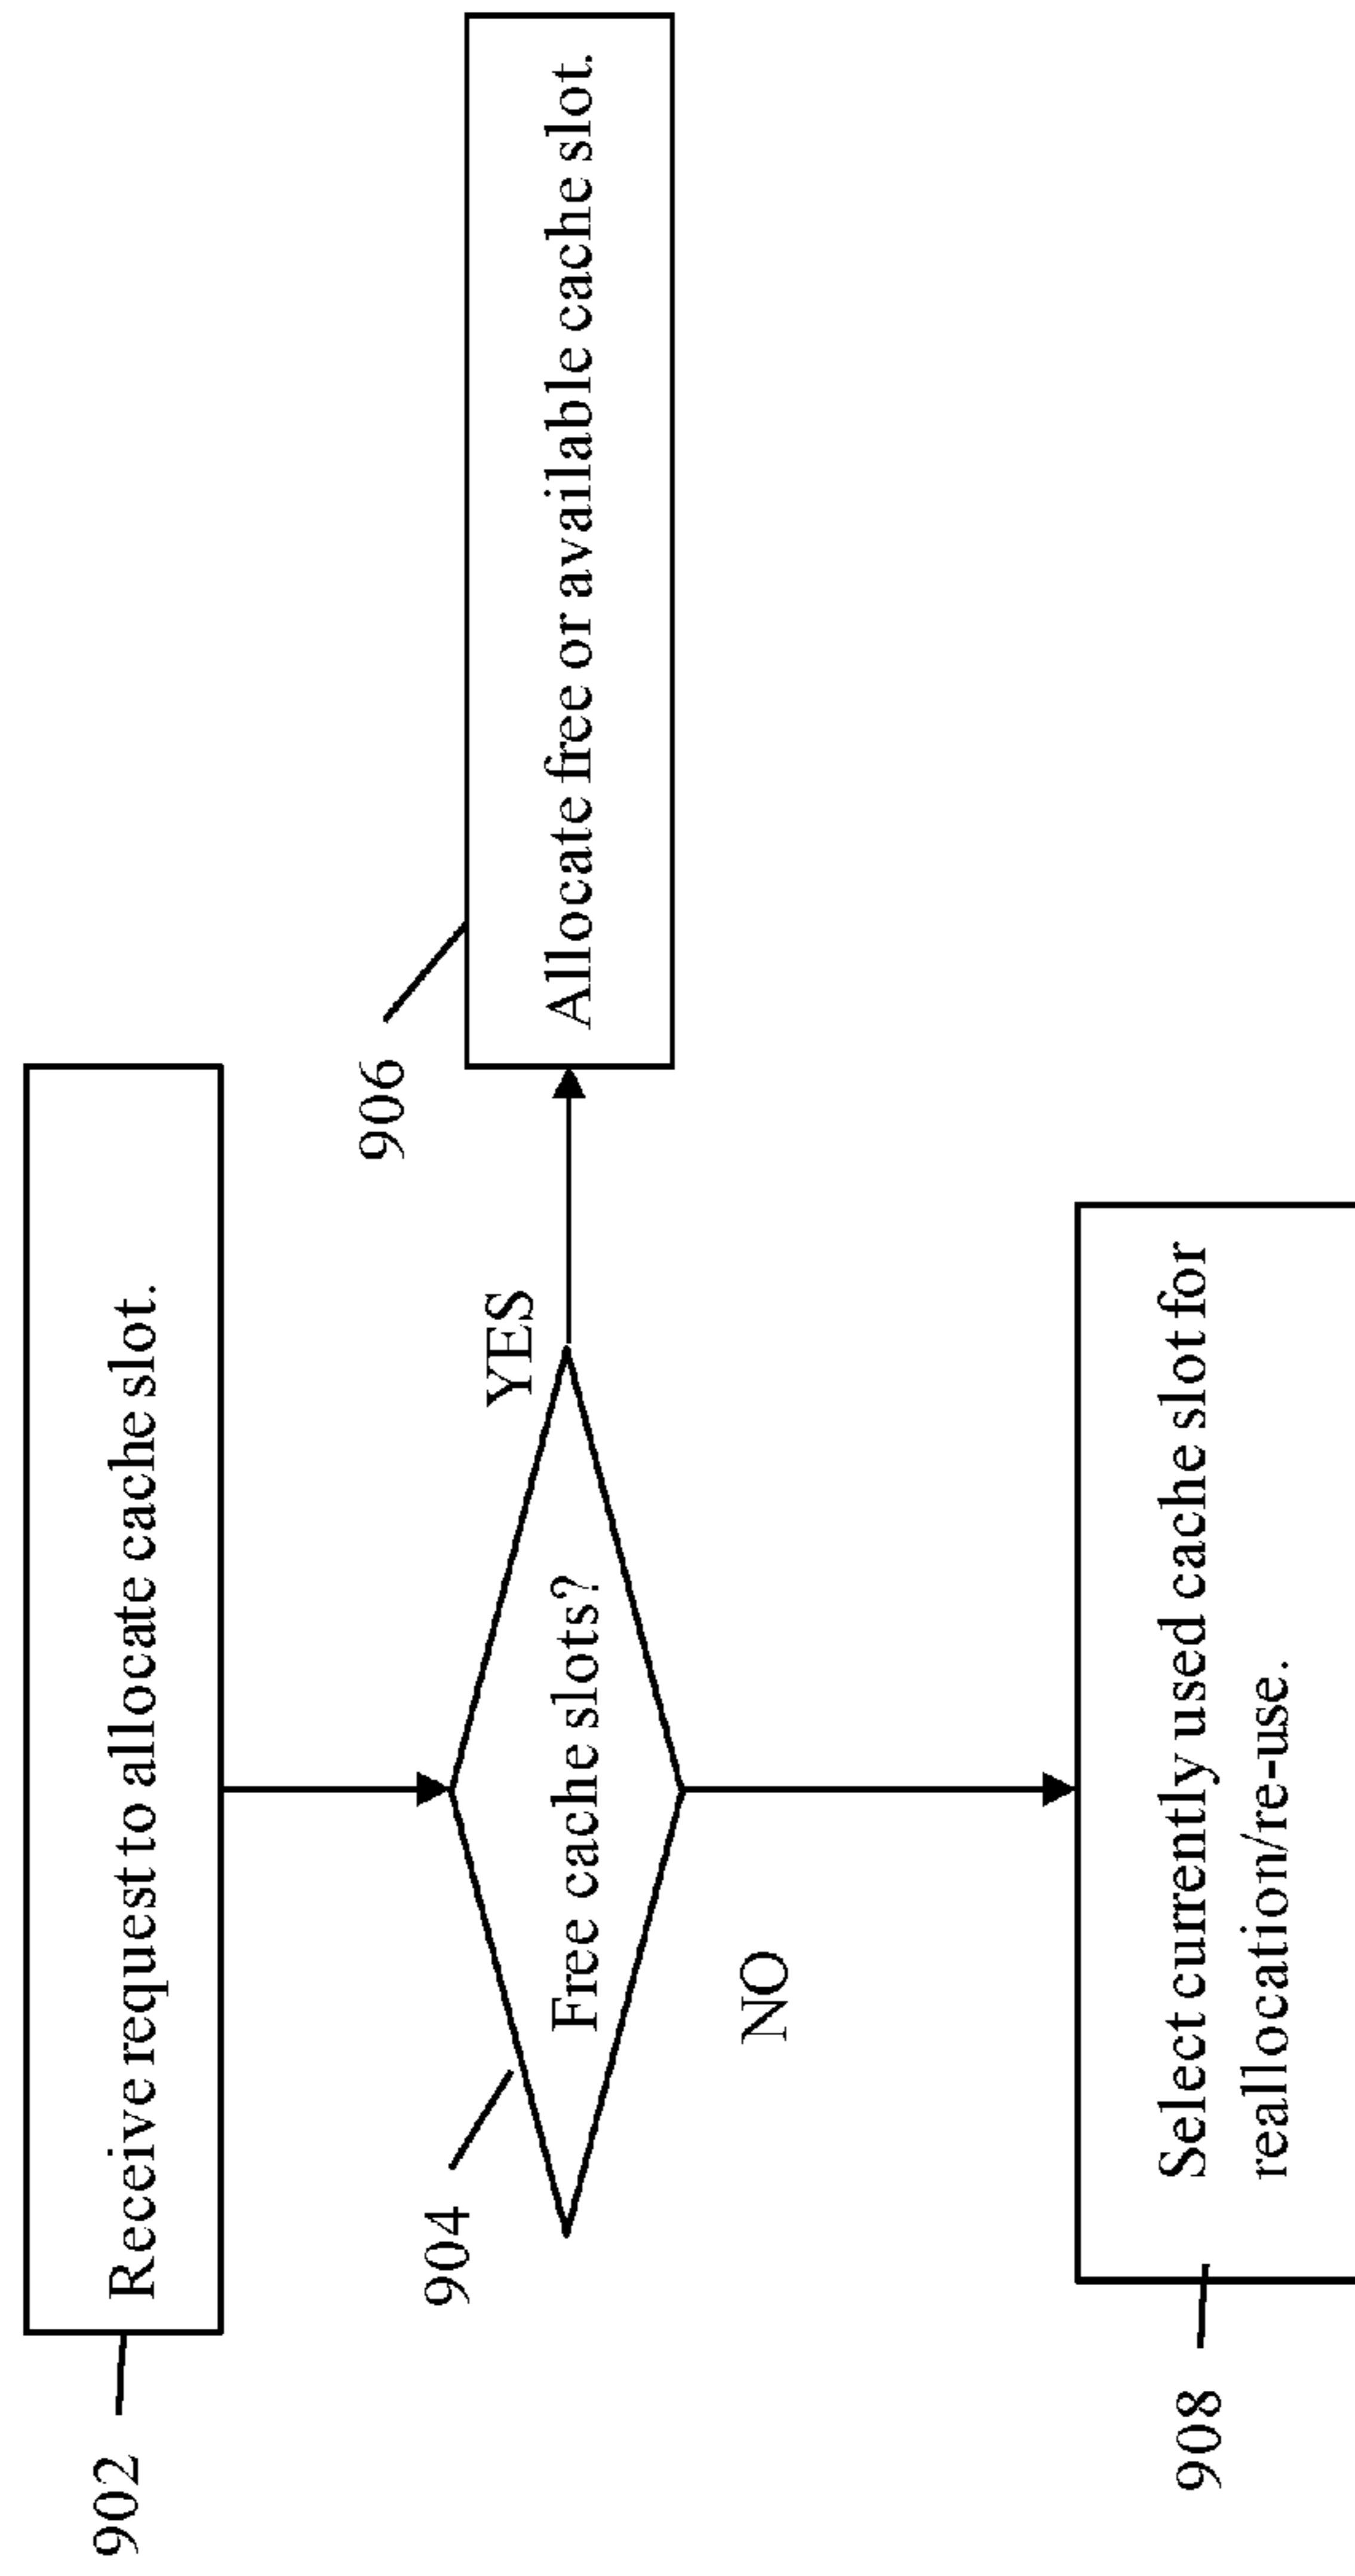 902
Receive request to allocate cache slot.
904
Free cache slots?
YES
906
Allocate free or available cache slot.
NO
908
Select currently used cache slot for
reallocation/re-use.